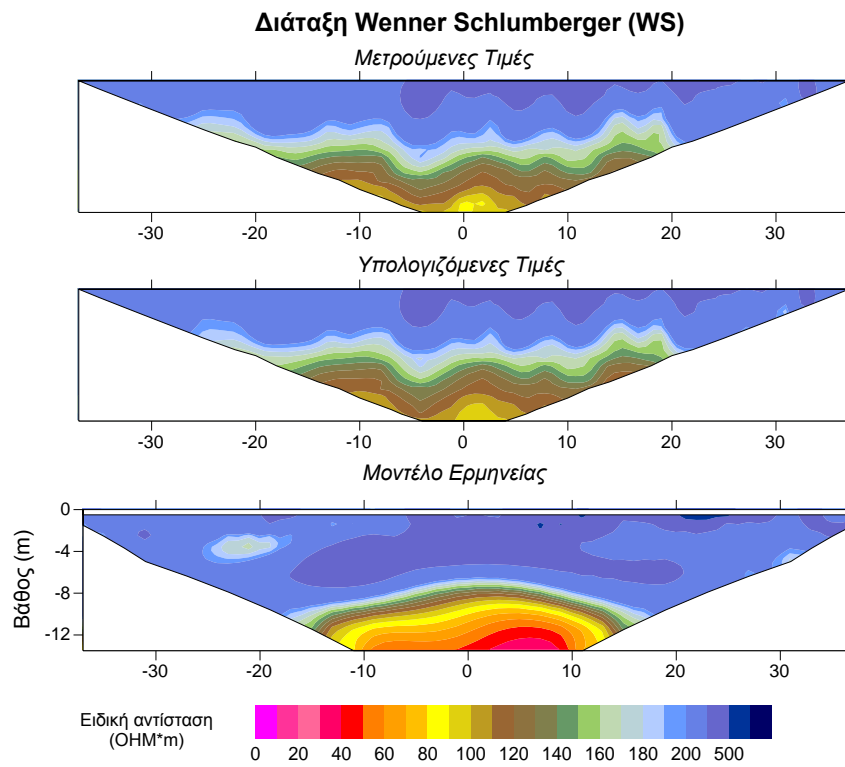 Διάταξη Wenner Schlumberger (WS)
Μετρούμενες Τιμές
-30 -20 -10 0 10 20 30
Υπολογιζόμενες Τιμές
-30 -20 -10 0 10 20 30
Μοντέλο Ερμηνείας
0
-4
-8
-12
Βάθος (m)
-30 -20 -10 0 10 20 30
Ειδική αντίσταση
(OHM*m)
0 20 40 60 80 100 120 140 160 180 200 500